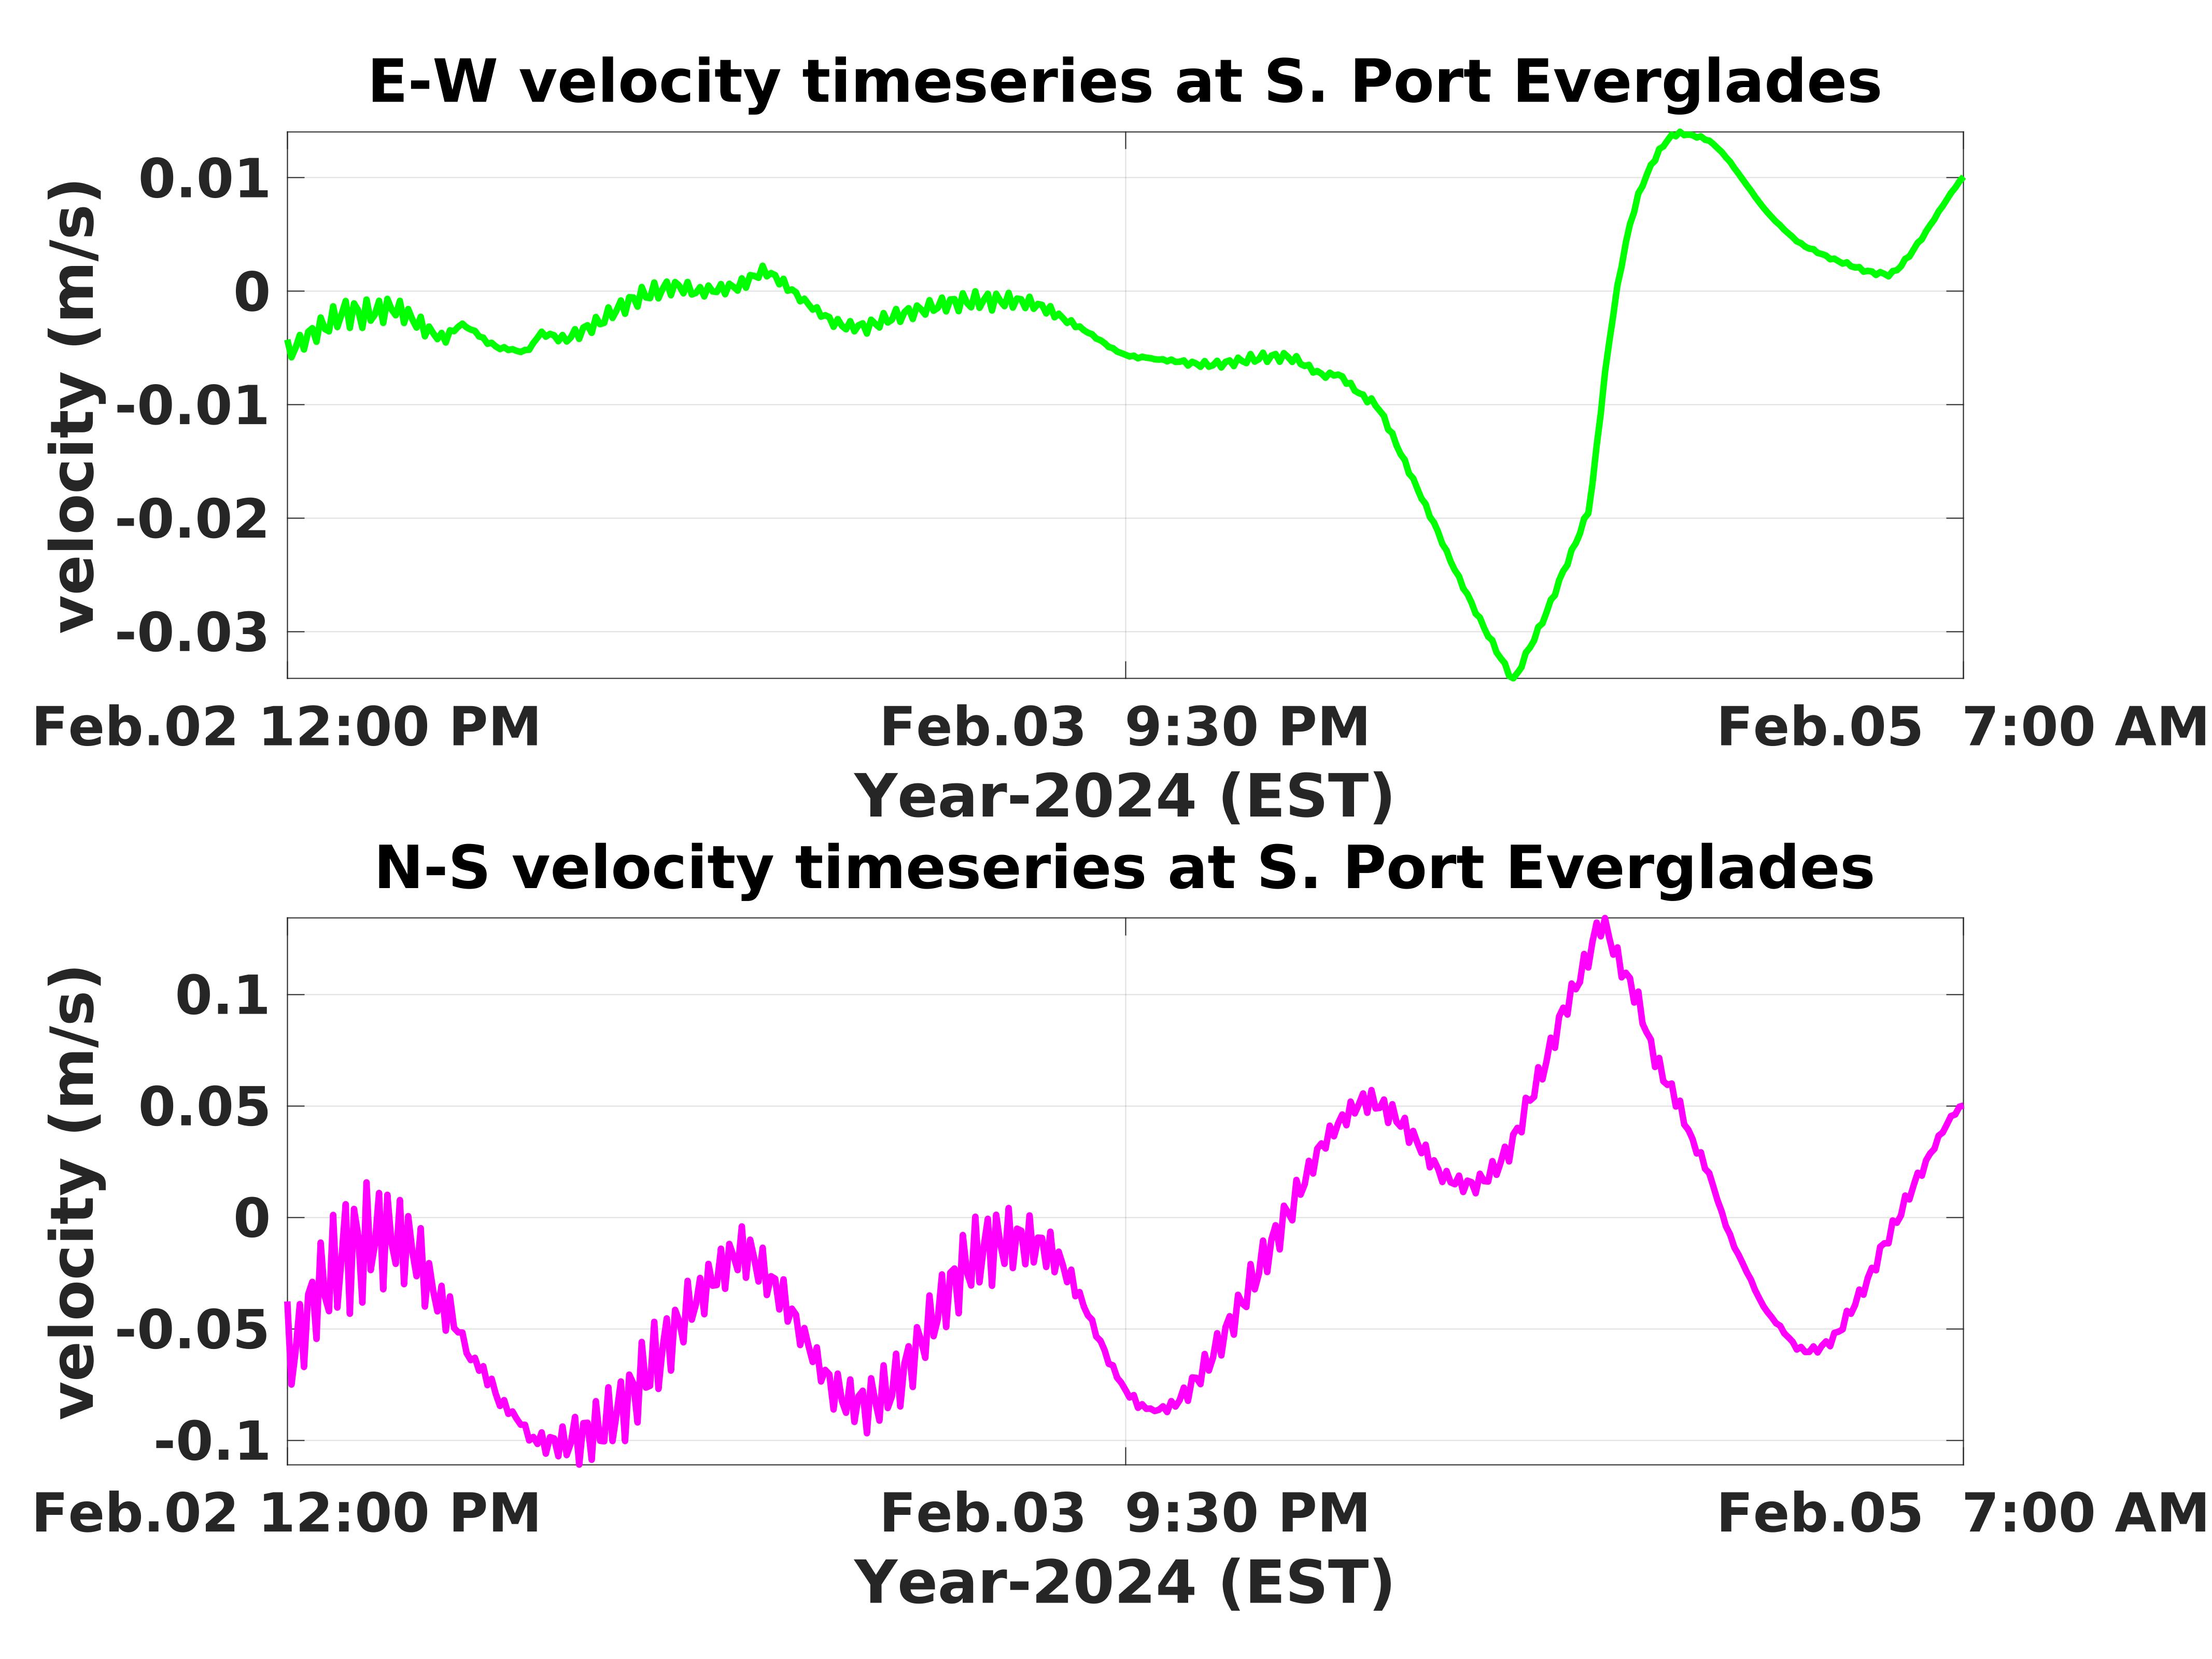 E-W velocity timeseries at S. Port Everglades
velocity (m/s)
0.01
0
-0.01
-0.02
-0.03
Feb.02 12:00 PM Feb.03 9:30 PM Feb.05 7:00 AM
Year-2024 (EST)
N-S velocity timeseries at S. Port Everglades
velocity (m/s)
0.1
0.05
0
-0.05
-0.1
Feb.02 12:00 PM Feb.03 9:30 PM Feb.05 7:00 AM
Year-2024 (EST)